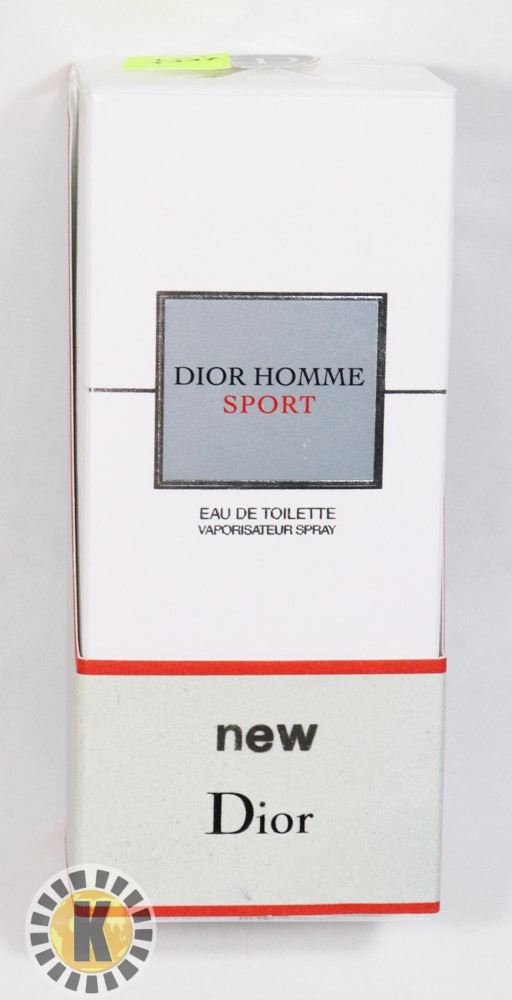 DIOR HOMME
SPORT
EAU DE TOILETTE
VAPORISATEUR SPRAY
new
Dior
K